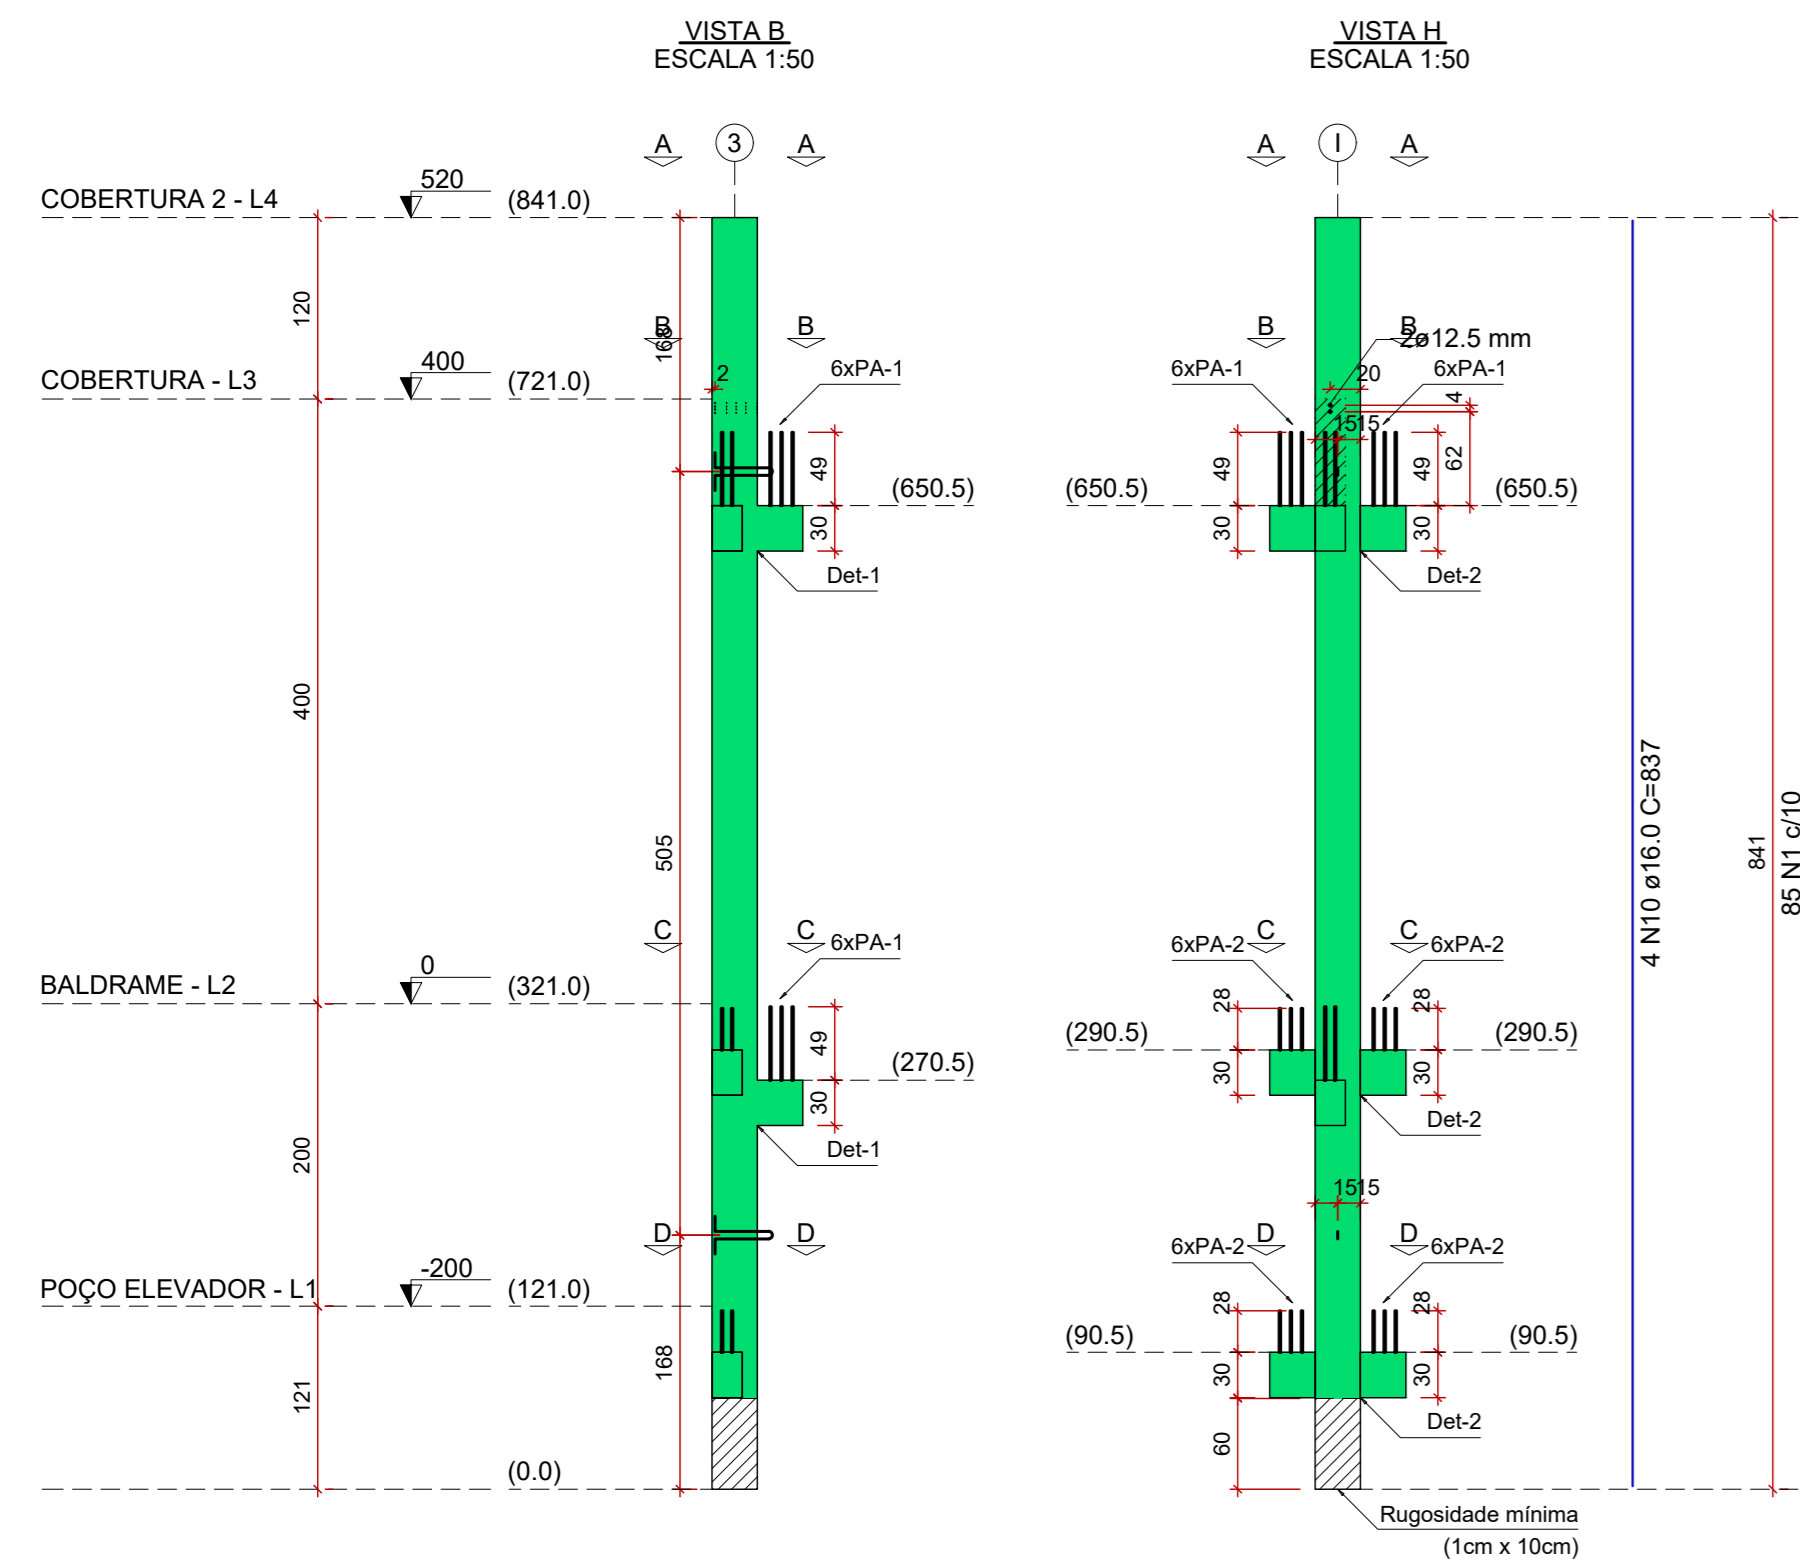 VISTA B
ESCALA 1:50
VISTA H
ESCALA 1:50
A
3
A
A
I
A
COBERTURA 2 - L4
520
(841.0)
120
168
B
B
B
B
2ø12.5 mm
COBERTURA - L3
400
(721.0)
2
6xPA-1
6xPA-1
20
6xPA-1
4
1515
49
49
49
62
(650.5)
(650.5)
(650.5)
30
30
30
Det-1
Det-2
400
505
4 N10 ø16.0 C=837
841
85 N1 c/10
C
C
6xPA-1
6xPA-2
C
C
6xPA-2
BALDRAME - L2
0
(321.0)
28
28
49
(290.5)
(290.5)
(270.5)
30
30
30
Det-1
Det-2
200
1515
D
D
6xPA-2
D
D
6xPA-2
POÇO ELEVADOR - L1
-200
(121.0)
28
28
(90.5)
(90.5)
168
30
30
121
Det-2
60
(0.0)
Rugosidade mínima
(1cm x 10cm)